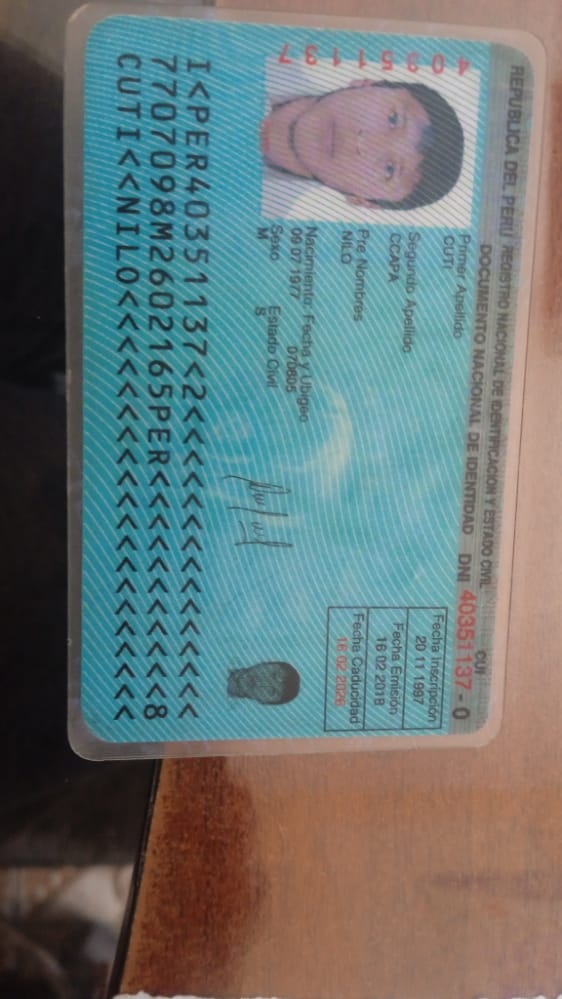 REPUBLICA DEL PERU REGISTRO NACIONAL DE IDENTIFICACION Y ESTADO CIVIL
DOCUMENTO NACIONAL DE IDENTIDAD DNI 40351137 - 0
CUI
40351137
Primer Apellido
CUTI
Segundo Apellido
CCAPA
Pre Nombres
NILO
Nacimiento: Fecha y Ubigeo
09 07 1977 070605
Sexo Estado Civil
M S
Fecha Inscripción
20 11 1997
Fecha Emisión
16 02 2018
Fecha Caducidad
16 02 2026
I<PER40351137<2<<<<<<<<<<<<<<<
7707098M2602165PER<<<<<<<<<<<8
CUTI<<NILO<<<<<<<<<<<<<<<<<<<<